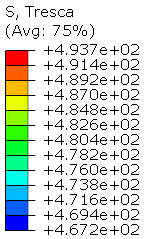 S, Tresca
(Avg: 75%)
+4.937e+02
+4.914e+02
+4.892e+02
+4.870e+02
+4.848e+02
+4.826e+02
+4.804e+02
+4.782e+02
+4.760e+02
+4.738e+02
+4.716e+02
+4.694e+02
+4.672e+02